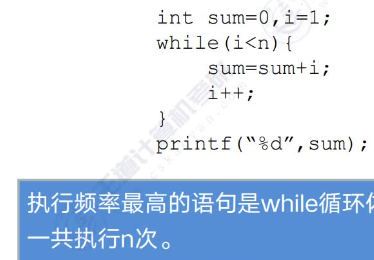 int sum=0,i=1;
while(i<n){
sum=sum+i;
i++;
}
printf(“%d”,sum);
执行频率最高的语句是while循环
一共执行n次。